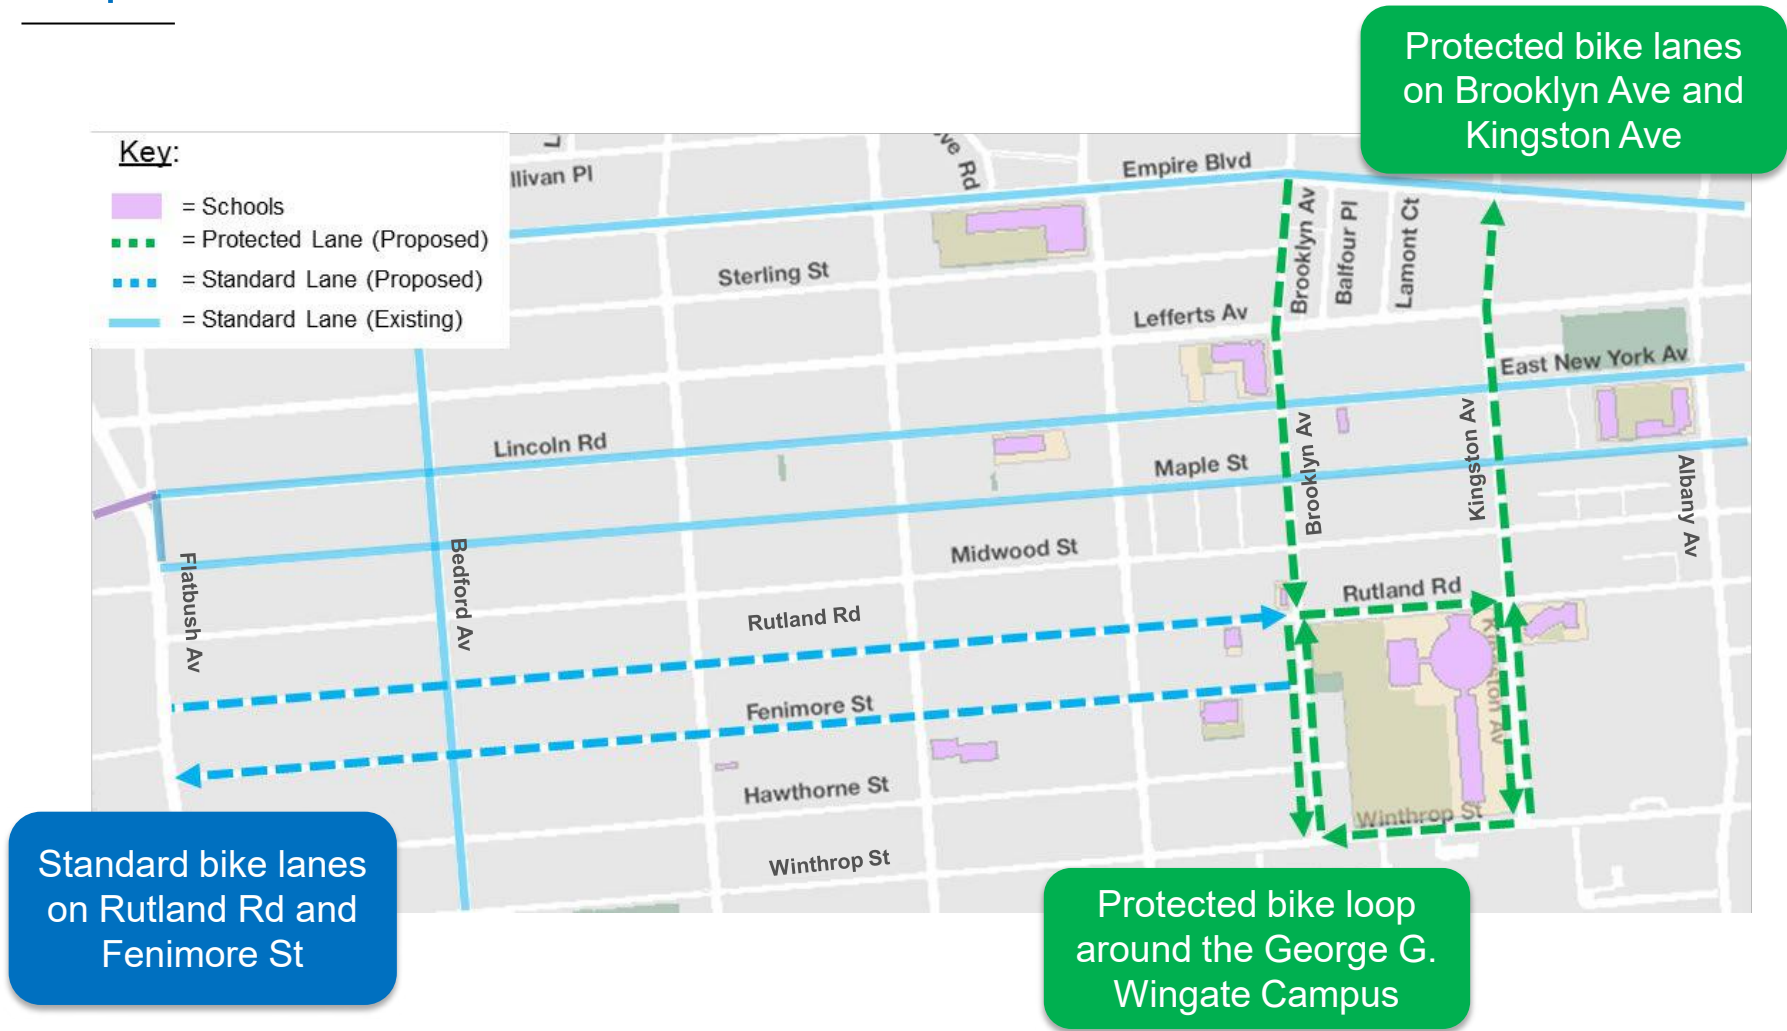 Protected bike lanes
on Brooklyn Ave and
Kingston Ave
Key:
= Schools
= Protected Lane (Proposed)
= Standard Lane (Proposed)
= Standard Lane (Existing)
llivan Pl
ve Rd
Empire Blvd
Sterling St
Brooklyn Av
Balfour Pl
Lamont Ct
Lefferts Av
East New York Av
Lincoln Rd
Maple St
Brooklyn Av
Kingston Av
Albany Av
Midwood St
Flatbush Av
Bedford Av
Rutland Rd
Rutland Rd
Kingston Av
Fenimore St
Hawthorne St
Winthrop St
Winthrop St
Standard bike lanes
on Rutland Rd and
Fenimore St
Protected bike loop
around the George G.
Wingate Campus